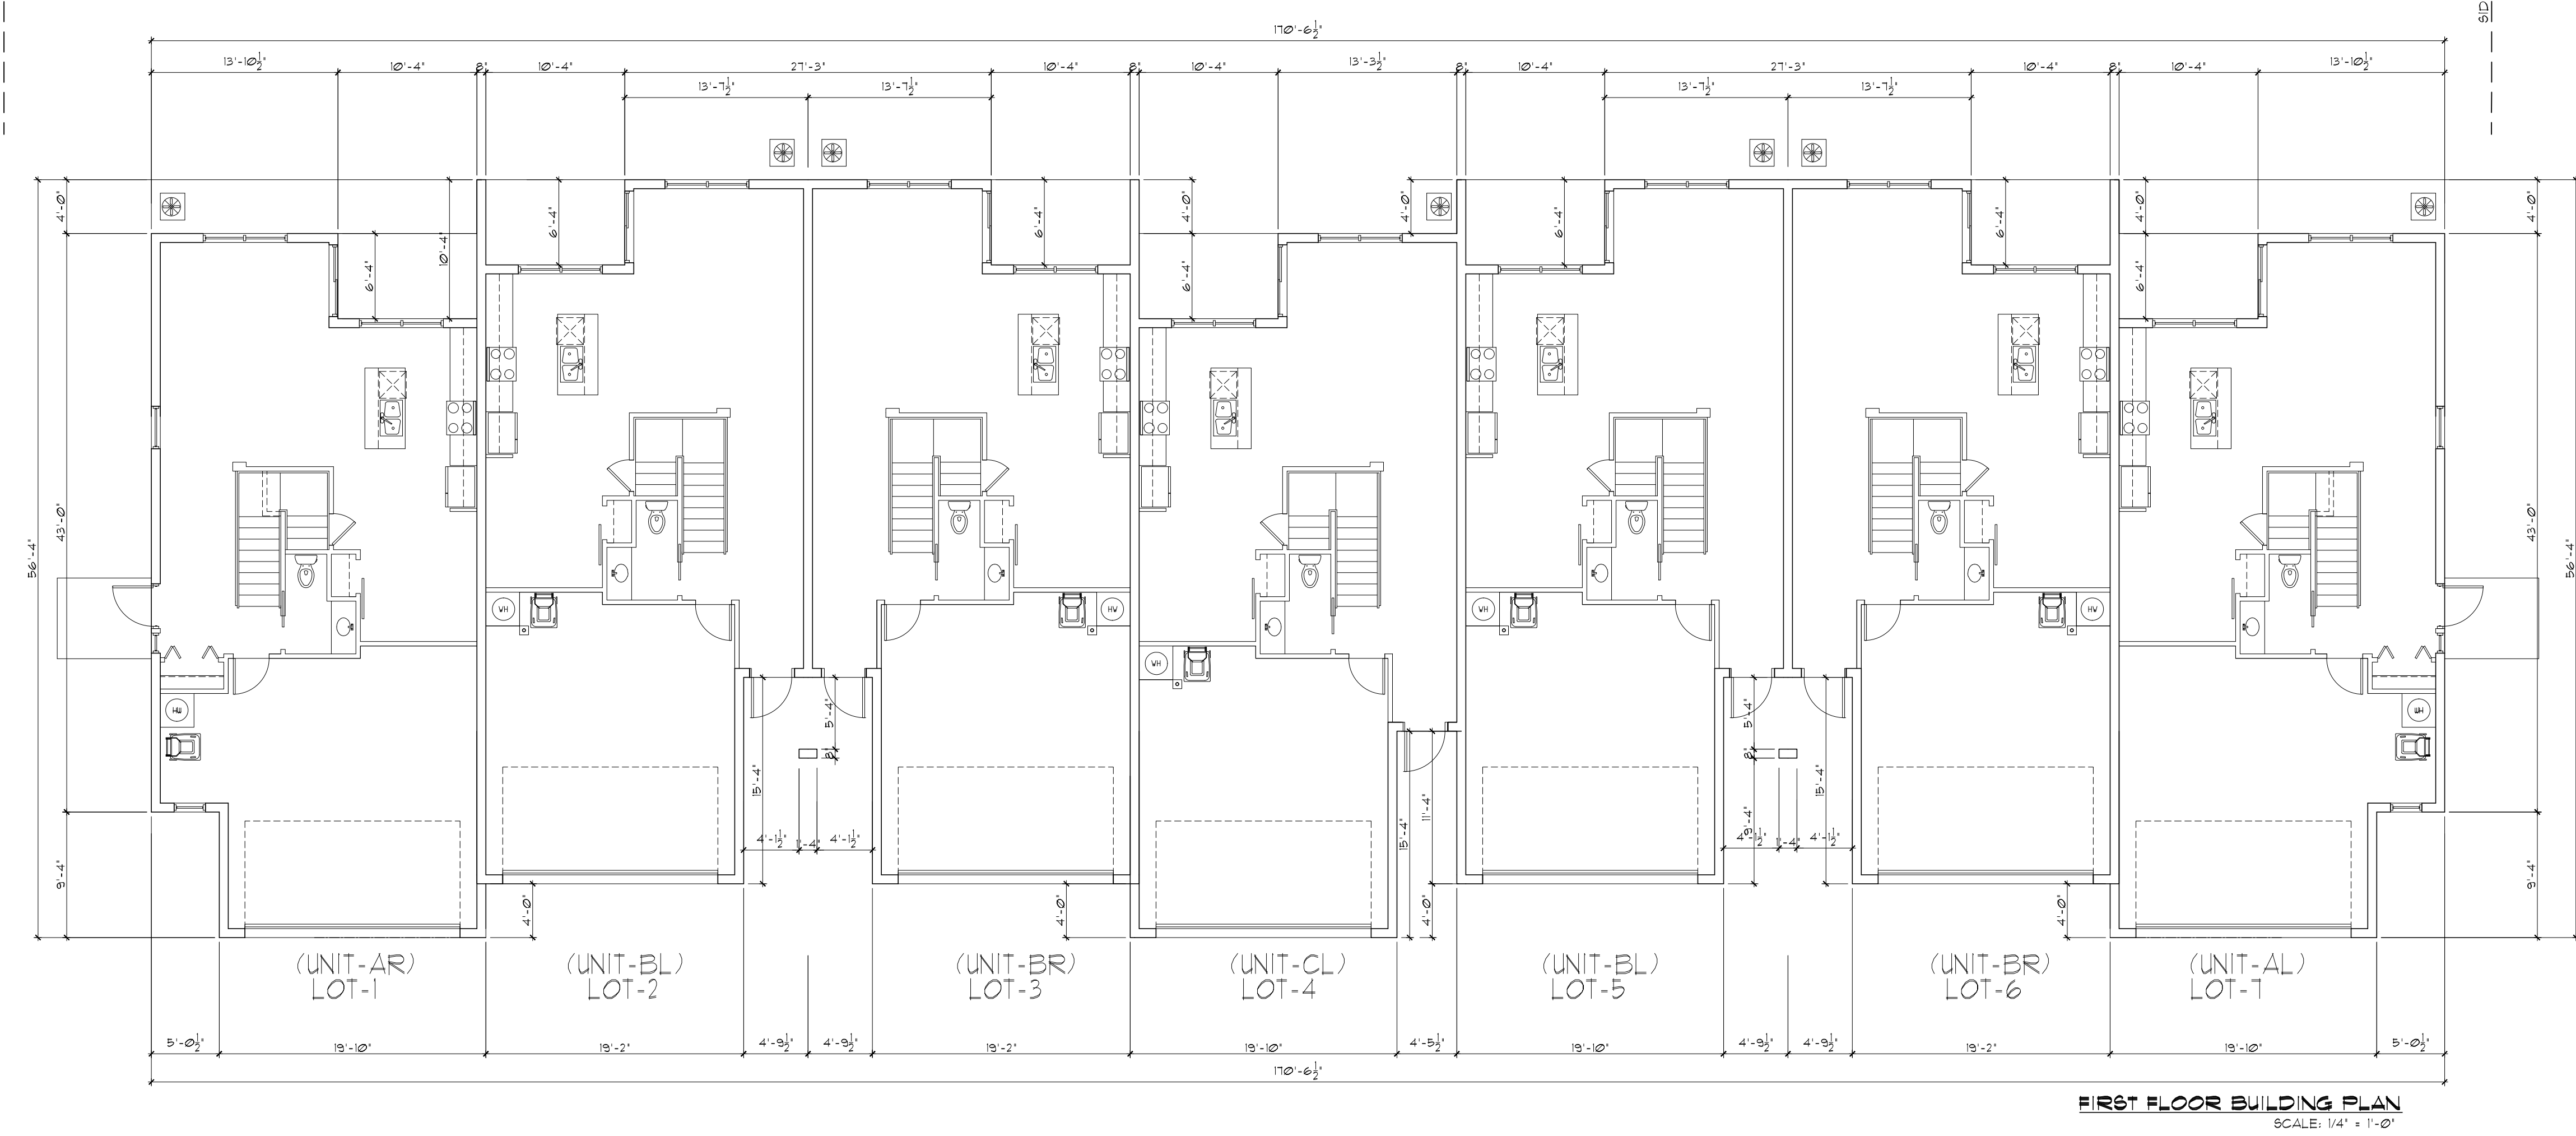 SID
170'-6½"
13'-10½" 10'-4" 8" 10'-4" 27'-3" 10'-4" 8" 10'-4" 13'-3½" 8" 10'-4" 27'-3" 10'-4" 8" 10'-4" 13'-10½"
13'-7½" 13'-7½" 13'-7½" 13'-7½"
4'-0" 6'-4" 6'-4" 4'-0" 4'-0" 6'-4" 6'-4" 4'-0" 4'-0"
10'-4" 6'-4" 6'-4" 6'-4"
56'-4" 43'-0" 43'-0" 56'-4"
WH HW WH HW
WH
HW WH
5'-4" 5'-4"
8" 8"
15'-4" 15'-4" 11'-4" 9'-4" 15'-4"
4'-1½" 1'-4" 4'-1½" 4'-1½" 1'-4" 4'-1½"
9'-4" 9'-4"
4'-0" 4'-0" 4'-0" 4'-0"
(UNIT-AR) (UNIT-BL) (UNIT-BR) (UNIT-CL) (UNIT-BL) (UNIT-BR) (UNIT-AL)
LOT-1 LOT-2 LOT-3 LOT-4 LOT-5 LOT-6 LOT-7
5'-0½" 19'-10" 19'-2" 4'-9½" 4'-9½" 19'-2" 19'-10" 4'-5½" 19'-10" 4'-9½" 4'-9½" 19'-2" 19'-10" 5'-0½"
170'-6½"
FIRST FLOOR BUILDING PLAN
SCALE: 1/4" = 1'-0"